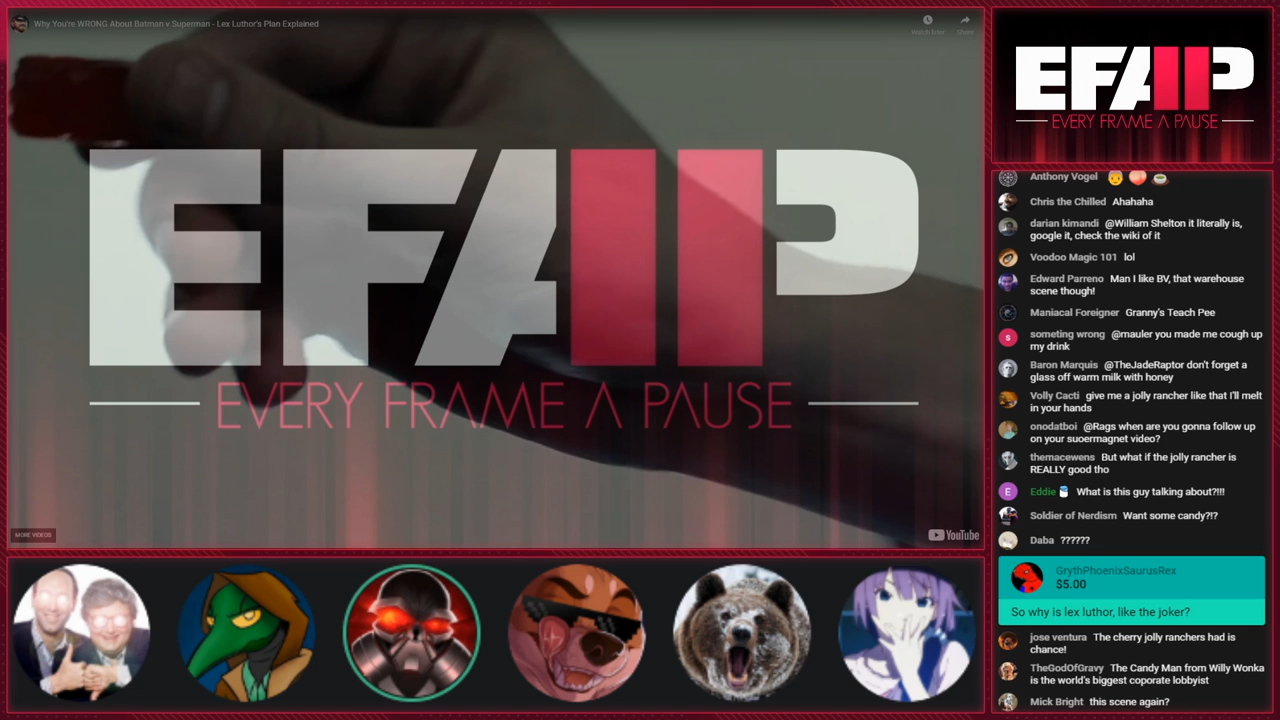 Why You're WRONG About Batman v Superman - Lex Luthor's Plan Explained
Watch later
Share
EFAP
EVERY FRAME A PAUSE
MORE VIDEOS
YouTube
EFAP
EVERY FRAME A PAUSE
Anthony Vogel
Chris the Chilled Ahahaha
darian kimandi @William Shelton it literally is,
google it, check the wiki of it
Voodoo Magic 101 lol
Edward Parreno Man I like BV, that warehouse
scene though!
Maniacal Foreigner Granny's Teach Pee
s
someting wrong @mauler you made me cough up
my drink
Baron Marquis @TheJadeRaptor don't forget a
glass off warm milk with honey
Volly Cacti give me a jolly rancher like that I'll melt
in your hands
onodatboi @Rags when are you gonna follow up
on your suoermagnet video?
themacewens But what if the jolly rancher is
REALLY good tho
E
Eddie What is this guy talking about?!!!
Soldier of Nerdism Want some candy?!?
Daba ??????
GrythPhoenixSaurusRex
$5.00
So why is lex luthor, like the joker?
jose ventura The cherry jolly ranchers had is
chance!
TheGodOfGravy The Candy Man from Willy Wonka
is the world's biggest coporate lobbyist
Mick Bright this scene again?